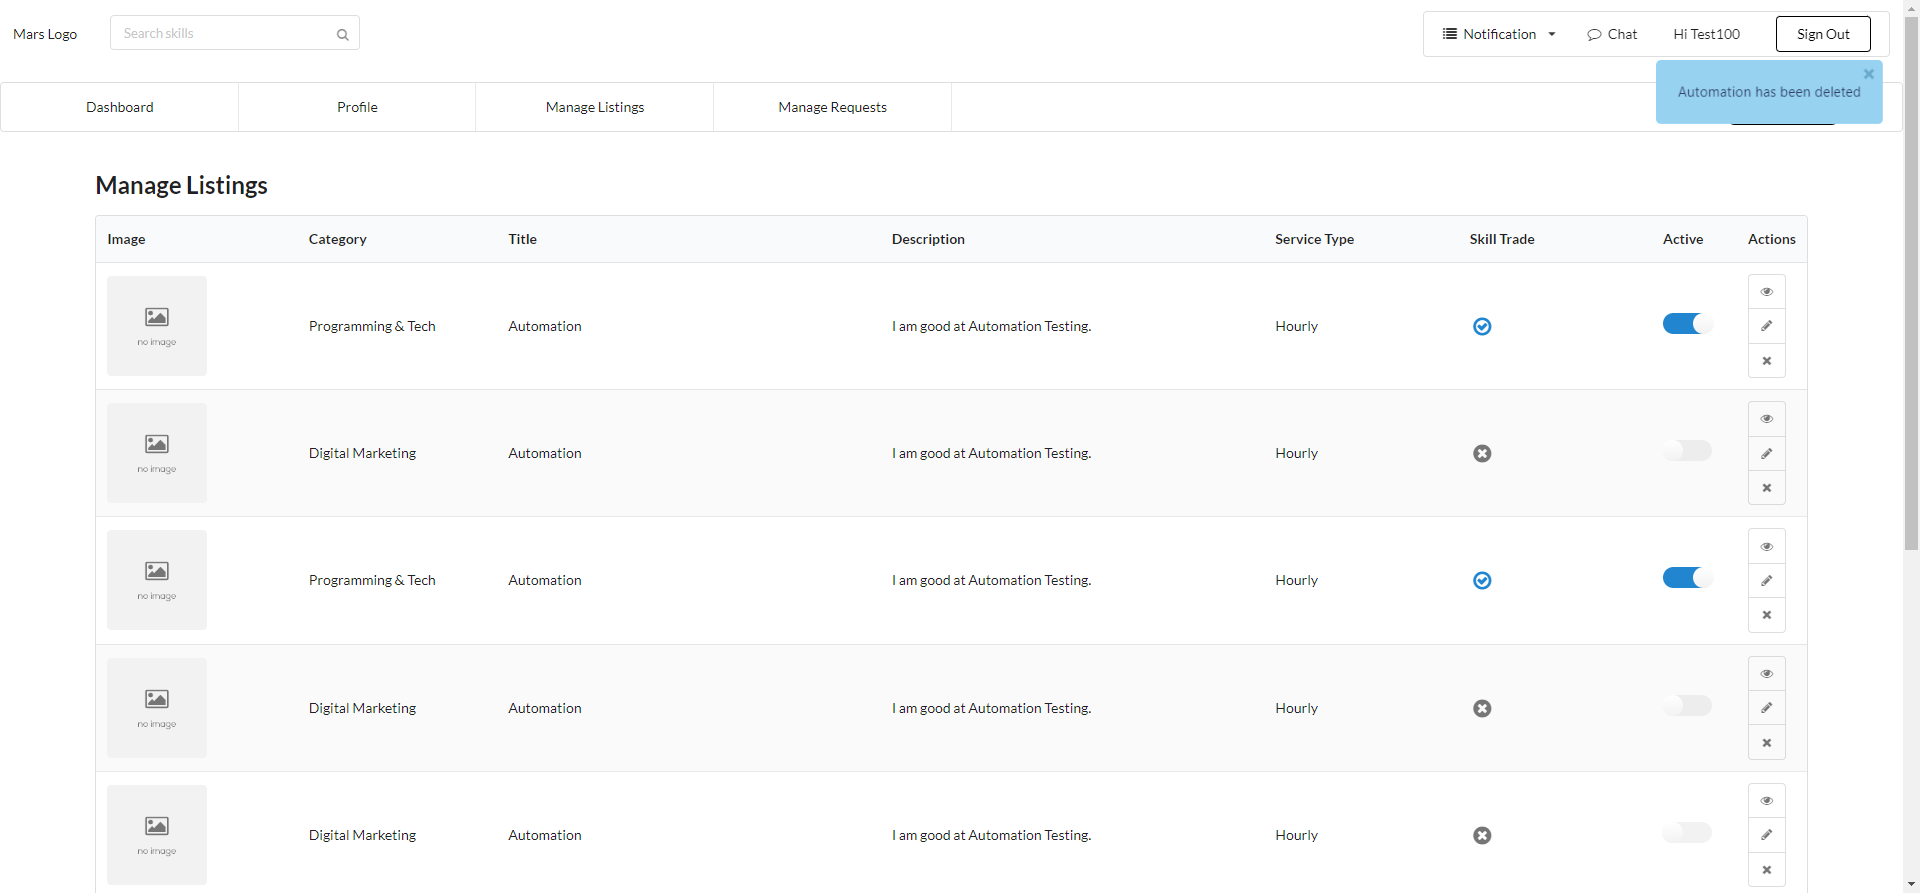 Mars Logo
Search skills
Notification
Chat
Hi Test100
Sign Out
Automation has been deleted
Dashboard
Profile
Manage Listings
Manage Requests
Manage Listings
Image Category Title Description Service Type Skill Trade Active Actions
no image Programming & Tech Automation I am good at Automation Testing. Hourly
no image Digital Marketing Automation I am good at Automation Testing. Hourly
no image Programming & Tech Automation I am good at Automation Testing. Hourly
no image Digital Marketing Automation I am good at Automation Testing. Hourly
no image Digital Marketing Automation I am good at Automation Testing. Hourly